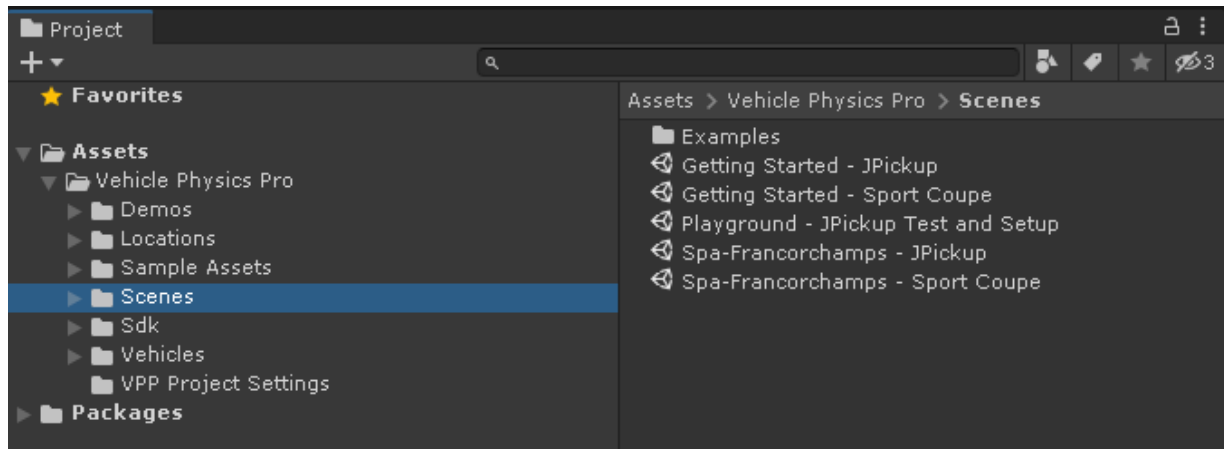 Project
3
Favorites
Assets
Vehicle Physics Pro
Demos
Locations
Sample Assets
Scenes
Sdk
Vehicles
VPP Project Settings
Packages
Assets > Vehicle Physics Pro > Scenes
Examples
Getting Started - JPickup
Getting Started - Sport Coupe
Playground - JPickup Test and Setup
Spa-Francorchamps - JPickup
Spa-Francorchamps - Sport Coupe